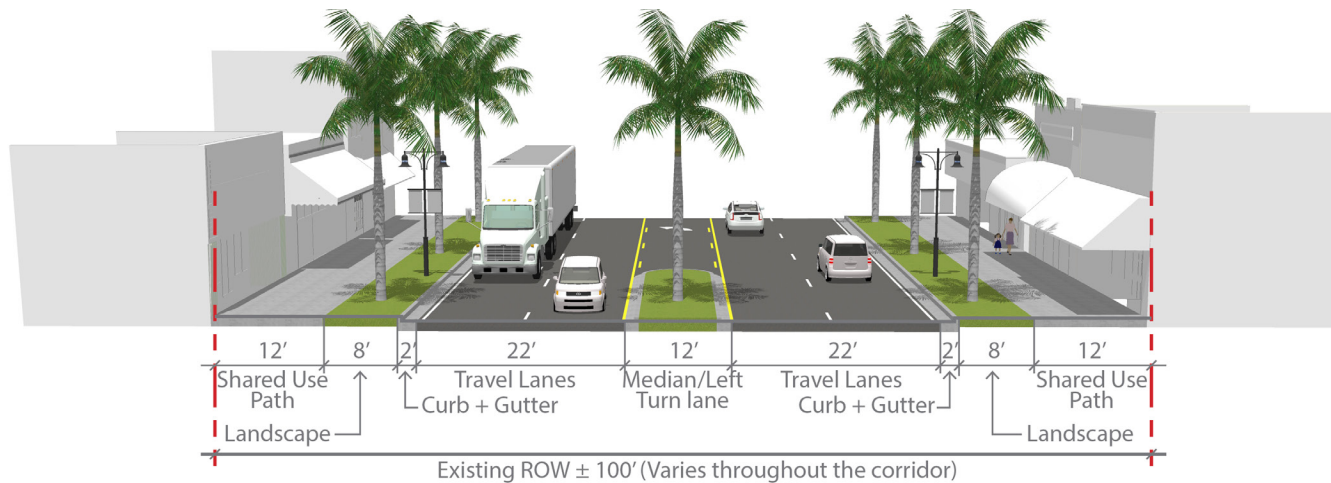 12’ 8’ 2’ 22’ 12’ 22’ 2’ 8’ 12’
Shared Use Travel Lanes Median/Left Travel Lanes Shared Use
Path Curb + Gutter Turn lane Curb + Gutter Path
Landscape Landscape
Existing ROW ± 100’ (Varies throughout the corridor)